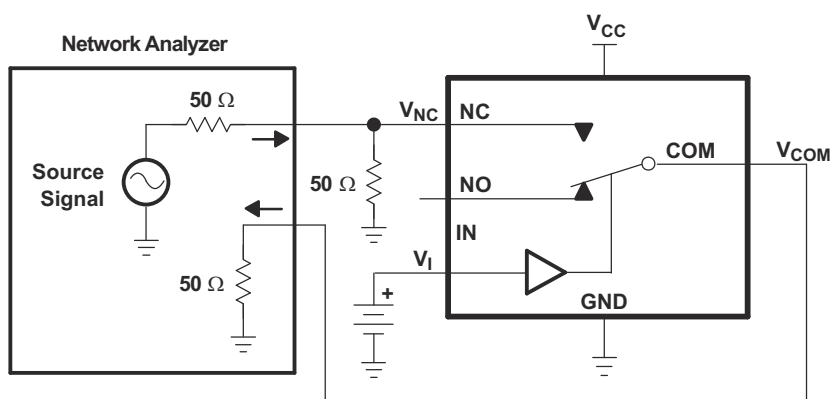 Network Analyzer
V_CC
50 Ω
V_NC NC
Source
Signal
50 Ω
COM
V_COM
NO
IN
50 Ω
V_I
+
GND